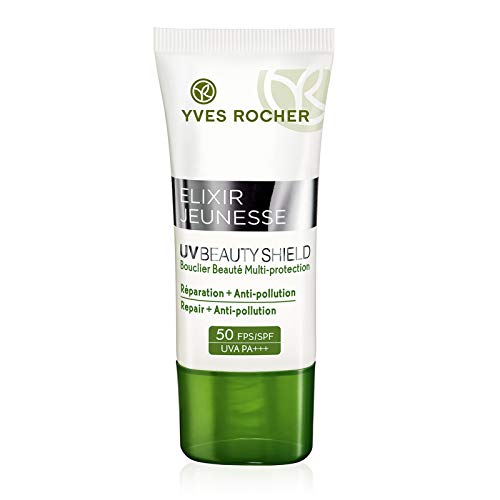 YVES ROCHER
ELIXIR
JEUNESSE
UV BEAUTY SHIELD
Bouclier Beauté Multi-protection
Réparation + Anti-pollution
Repair + Anti-pollution
50 FPS/SPF
UVA PA+++